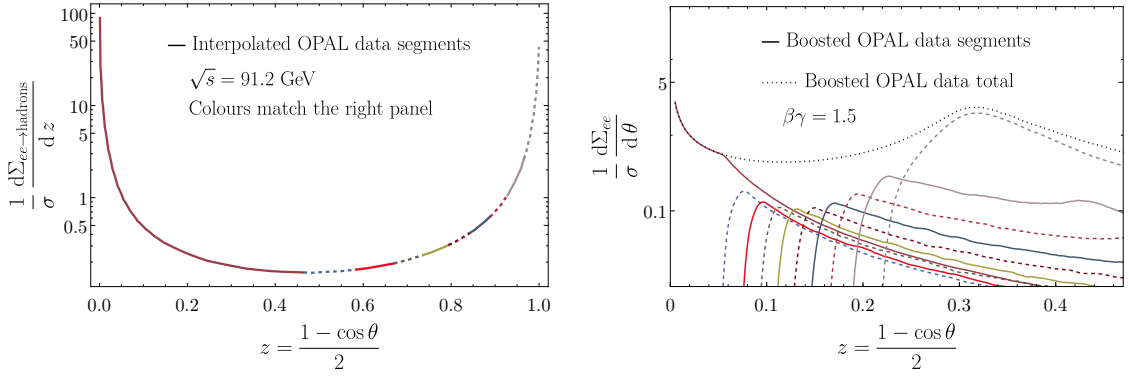 100
50
10
5
1
0.5
0.0
0.2
0.4
0.6
0.8
1.0
1/σ dΣ_{ee→hadrons}/dz
Interpolated OPAL data segments
√s = 91.2 GeV
Colours match the right panel
z = (1 − cos θ)/2
5
0.1
0
0.1
0.2
0.3
0.4
1/σ dΣ_{ee}/dθ
Boosted OPAL data segments
Boosted OPAL data total
βγ = 1.5
z = (1 − cos θ)/2